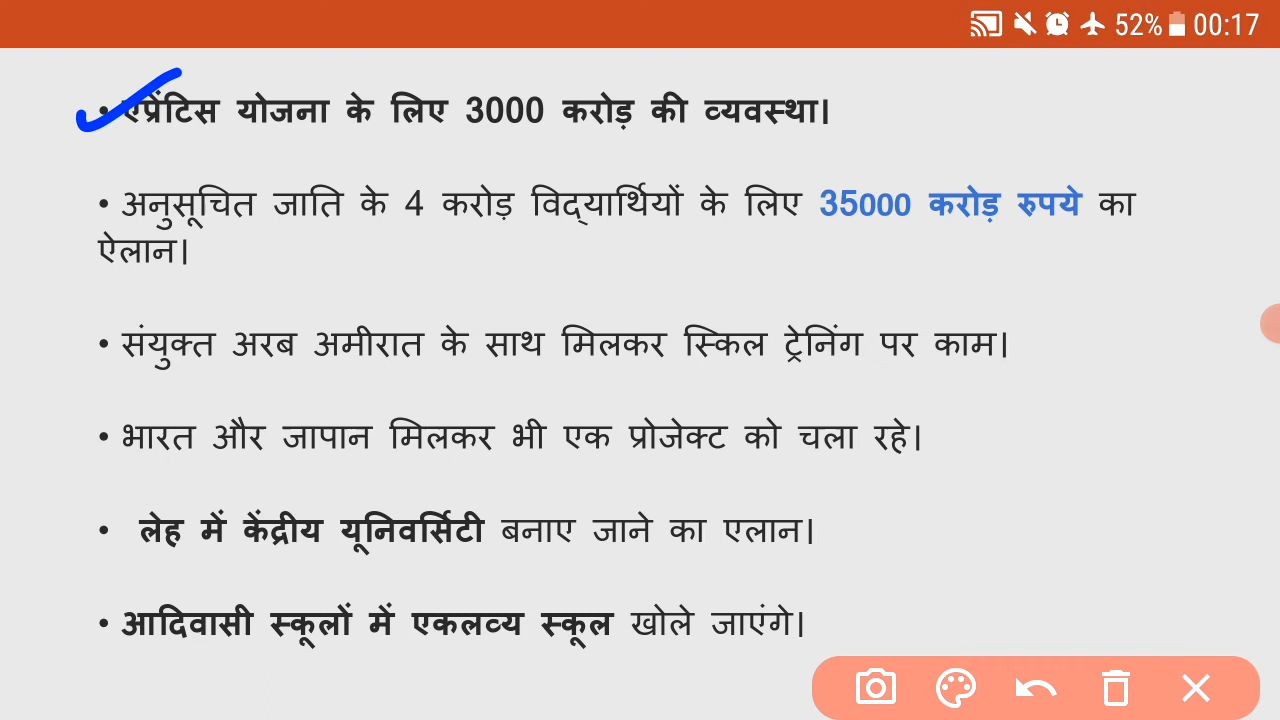 52% 00:17
• एप्रेंटिस योजना के लिए 3000 करोड़ की व्यवस्था।
• अनुसूचित जाति के 4 करोड़ विद्यार्थियों के लिए 35000 करोड़ रुपये का
ऐलान।
• संयुक्त अरब अमीरात के साथ मिलकर स्किल ट्रेनिंग पर काम।
• भारत और जापान मिलकर भी एक प्रोजेक्ट को चला रहे।
• लेह में केंद्रीय यूनिवर्सिटी बनाए जाने का एलान।
• आदिवासी स्कूलों में एकलव्य स्कूल खोले जाएंगे।